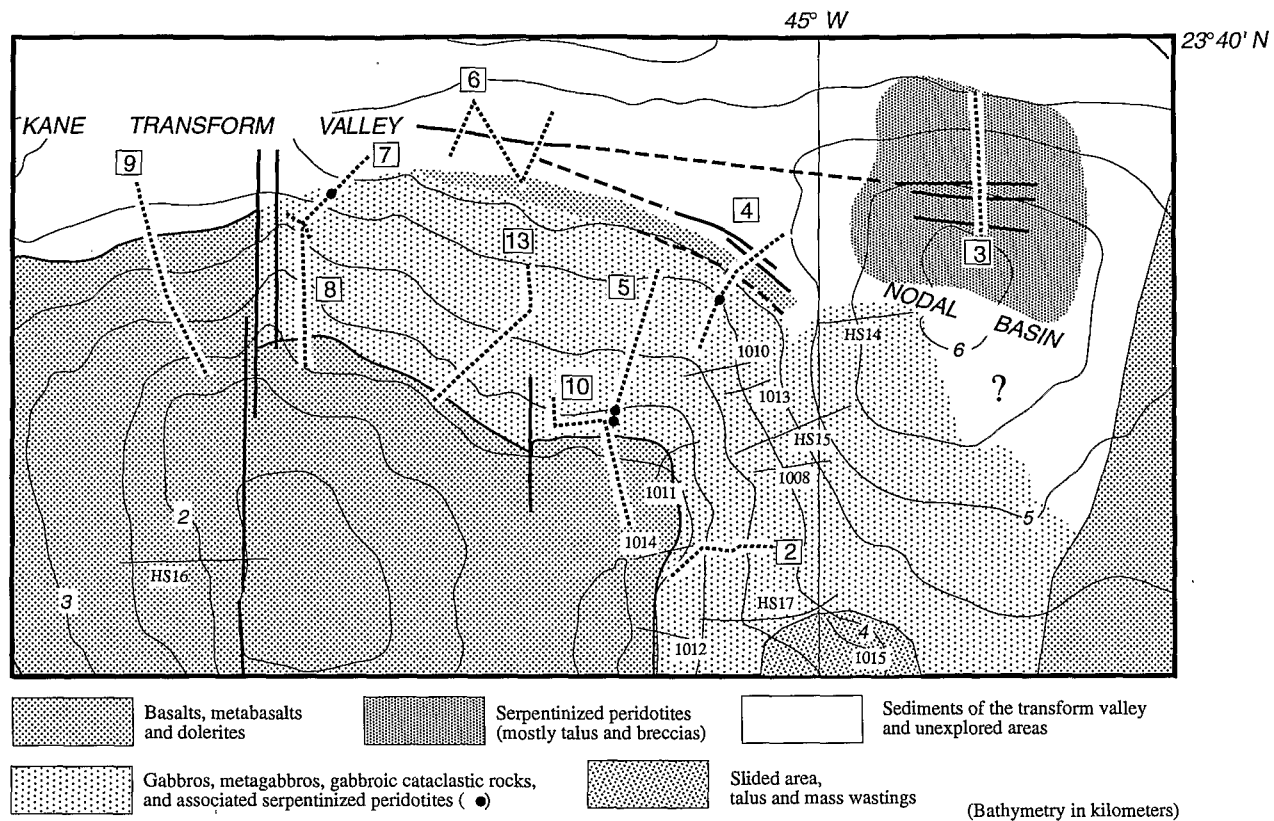 45° W
23°40' N
6
KANE TRANSFORM VALLEY
9
7
4
13
3
5
8
NODAL BASIN
HS14
6
1010
10
1013
?
HS15
1008
1011
2
5
1014
2
HS16
3
HS17
4
1012
1015
Basalts, metabasalts
and dolerites
Serpentinized peridotites
(mostly talus and breccias)
Sediments of the transform valley
and unexplored areas
Gabbros, metagabbros, gabbroic cataclastic rocks,
and associated serpentinized peridotites ( ● )
Slided area,
talus and mass wastings
(Bathymetry in kilometers)